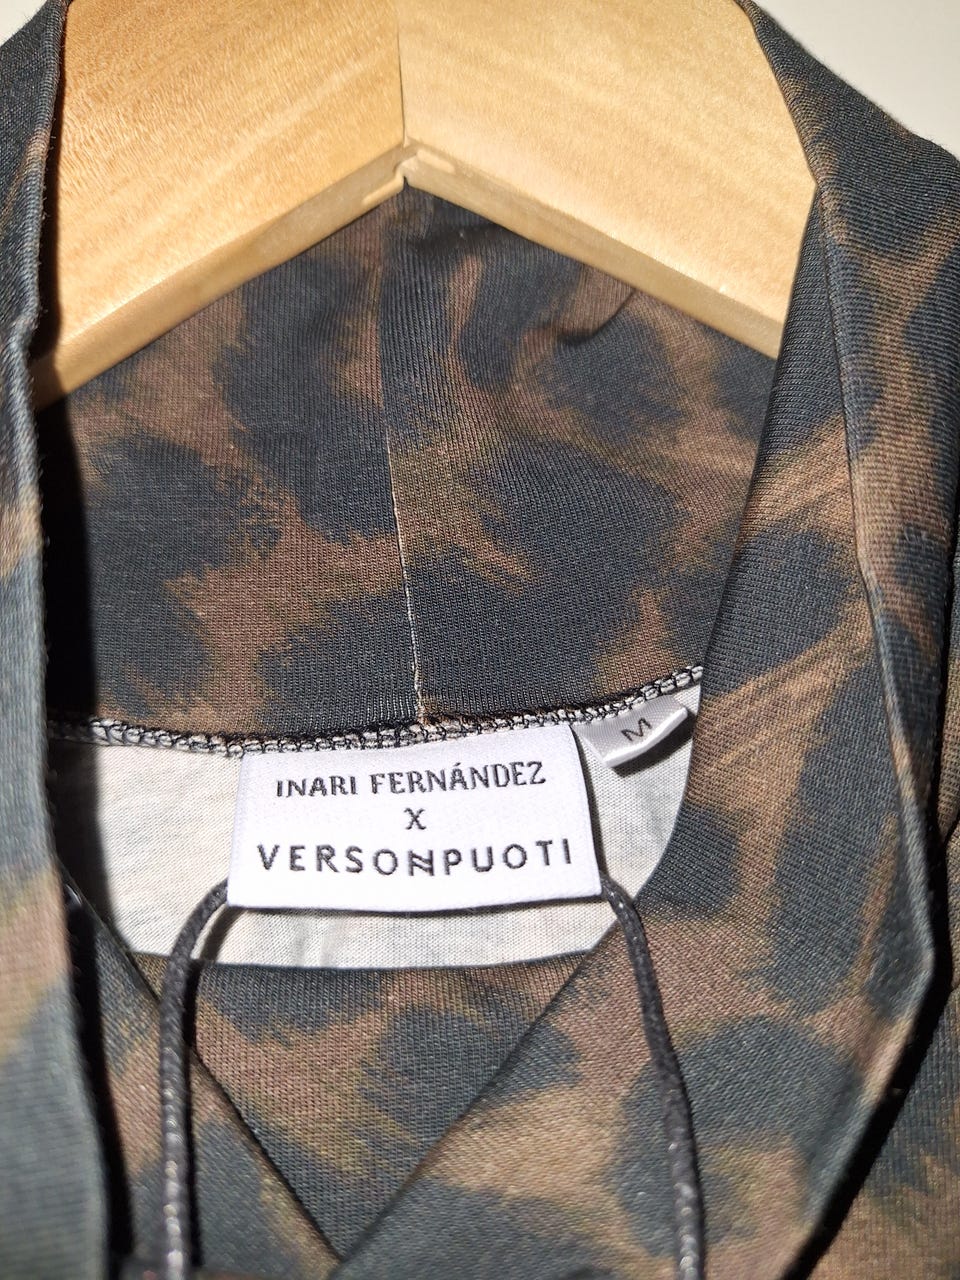 INARI FERNÁNDEZ
X
VERSONPUOTI
M